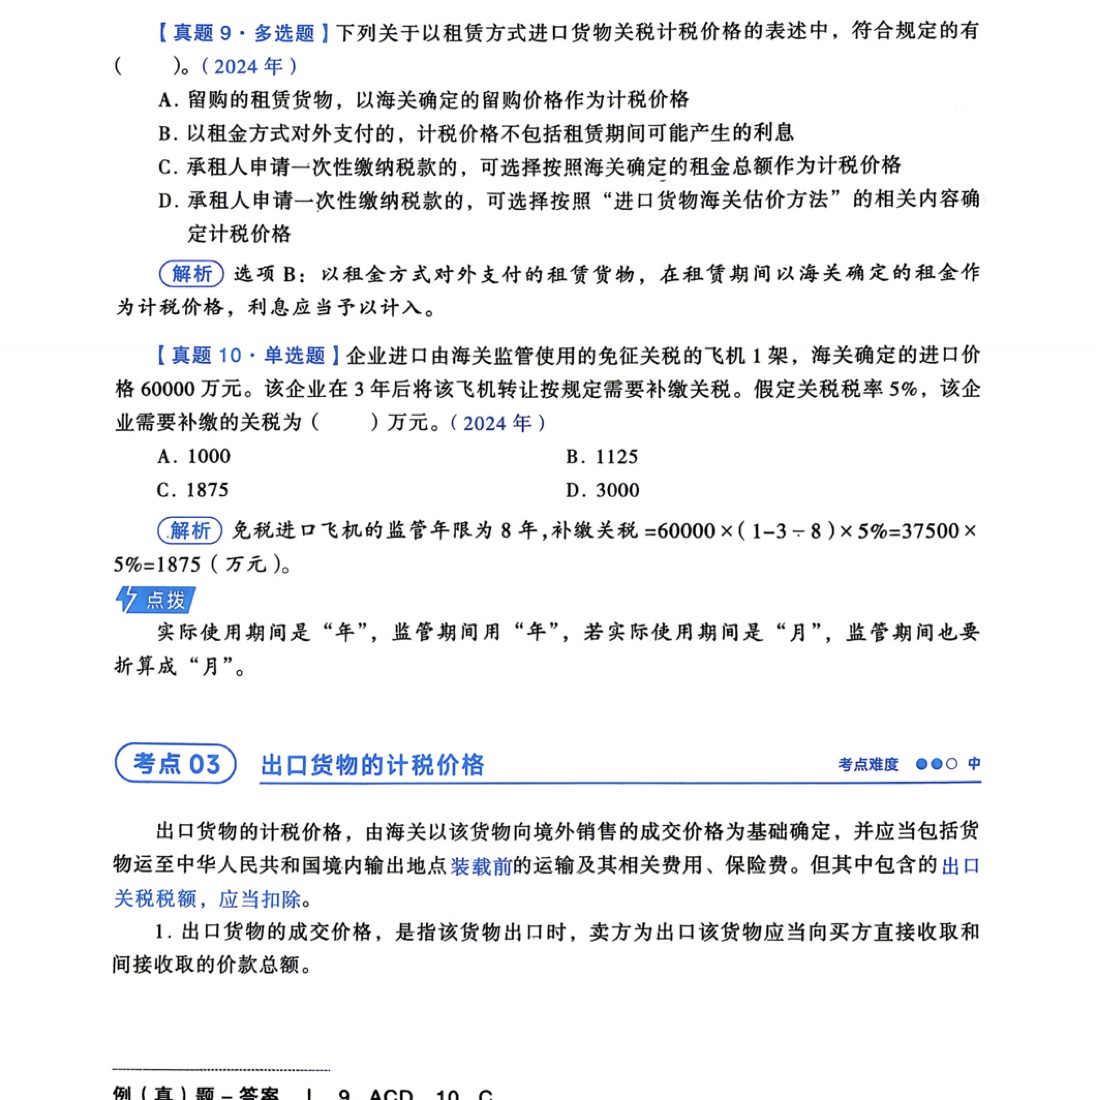 【真题 9·多选题】下列关于以租赁方式进口货物关税计税价格的表述中，符合规定的有
(　　)。(2024 年)
A. 留购的租赁货物，以海关确定的留购价格作为计税价格
B. 以租金方式对外支付的，计税价格不包括租赁期间可能产生的利息
C. 承租人申请一次性缴纳税款的，可选择按照海关确定的租金总额作为计税价格
D. 承租人申请一次性缴纳税款的，可选择按照“进口货物海关估价方法”的相关内容确
定计税价格
解析 选项 B：以租金方式对外支付的租赁货物，在租赁期间以海关确定的租金作
为计税价格，利息应当予以计入。
【真题 10·单选题】企业进口由海关监管使用的免征关税的飞机 1 架，海关确定的进口价
格 60000 万元。该企业在 3 年后将该飞机转让按规定需要补缴关税。假定关税税率 5%，该企
业需要补缴的关税为(　　)万元。(2024 年)
A. 1000　　B. 1125
C. 1875　　D. 3000
解析 免税进口飞机的监管年限为 8 年,补缴关税 =60000×(1-3÷8)×5%=37500×
5%=1875（万元）。
点拨
实际使用期间是“年”，监管期间用“年”，若实际使用期间是“月”，监管期间也要
折算成“月”。
考点 03 出口货物的计税价格 考点难度 ●●○ 中
出口货物的计税价格，由海关以该货物向境外销售的成交价格为基础确定，并应当包括货
物运至中华人民共和国境内输出地点装载前的运输及其相关费用、保险费。但其中包含的出口
关税税额，应当扣除。
1. 出口货物的成交价格，是指该货物出口时，卖方为出口该货物应当向买方直接收取和
间接收取的价款总额。
例（真）题－答案 | 9. ACD 10. C